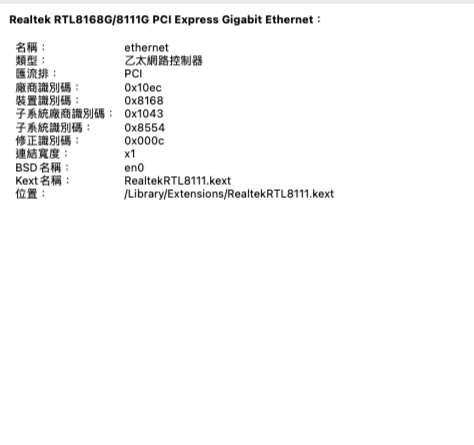 Realtek RTL8168G/8111G PCI Express Gigabit Ethernet：
名稱： ethernet
類型： 乙太網路控制器
匯流排： PCI
廠商識別碼： 0x10ec
裝置識別碼： 0x8168
子系統廠商識別碼： 0x1043
子系統識別碼： 0x8554
修正識別碼： 0x000c
連結寬度： x1
BSD 名稱： en0
Kext 名稱： RealtekRTL8111.kext
位置： /Library/Extensions/RealtekRTL8111.kext